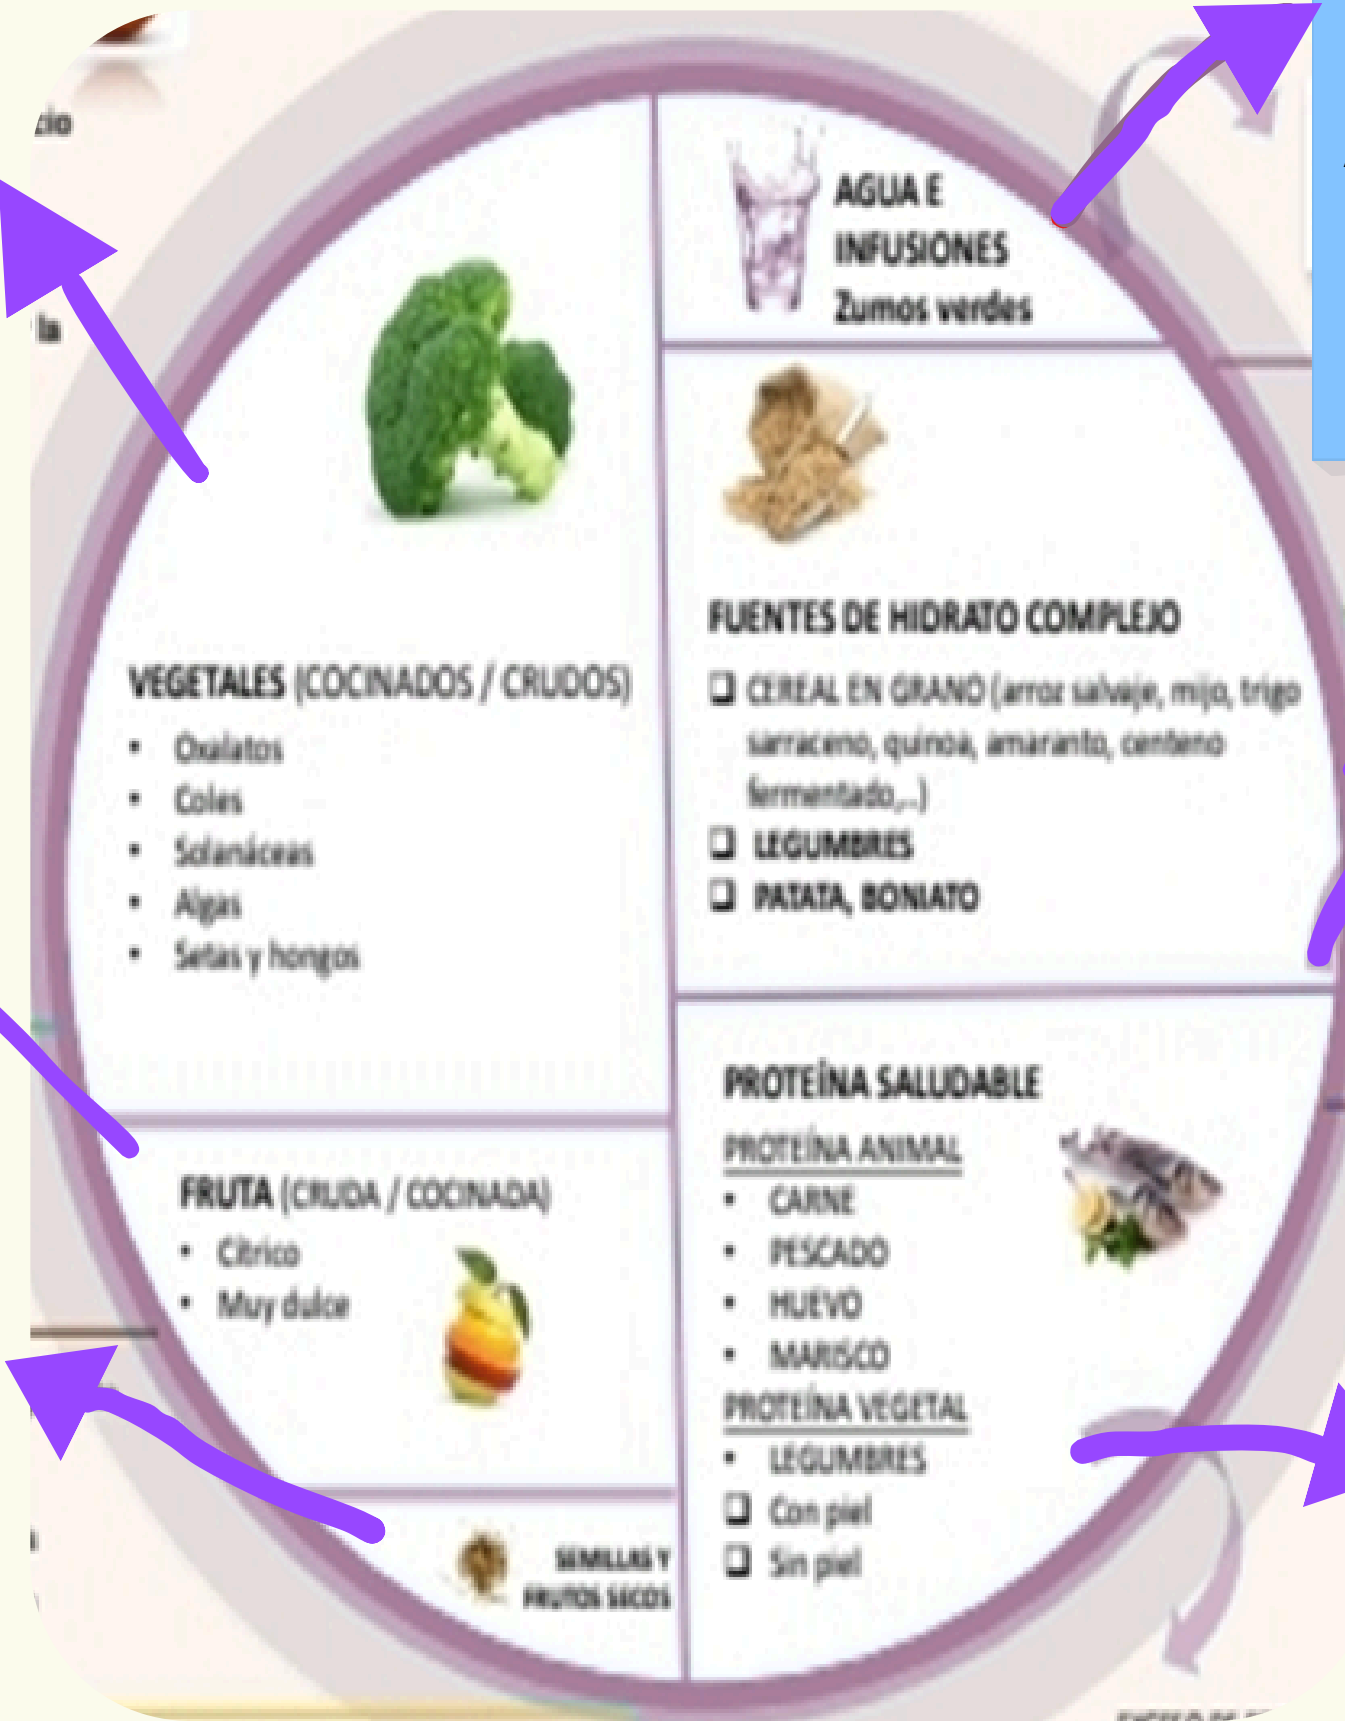 cio
la
VEGETALES (COCINADOS / CRUDOS)
• Oxalatos
• Coles
• Solanáceas
• Algas
• Setas y hongos
FRUTA (CRUDA / COCINADA)
• Cítrico
• Muy dulce
SEMILLAS Y
FRUTOS SECOS
AGUA E
INFUSIONES
Zumos verdes
FUENTES DE HIDRATO COMPLEJO
❑ CEREAL EN GRANO (arroz salvaje, mijo, trigo
sarraceno, quinoa, amaranto, centeno
fermentado,..)
❑ LEGUMBRES
❑ PATATA, BONIATO
PROTEÍNA SALUDABLE
PROTEÍNA ANIMAL
• CARNE
• PESCADO
• HUEVO
• MARISCO
PROTEÍNA VEGETAL
• LEGUMBRES
❑ Con piel
❑ Sin piel